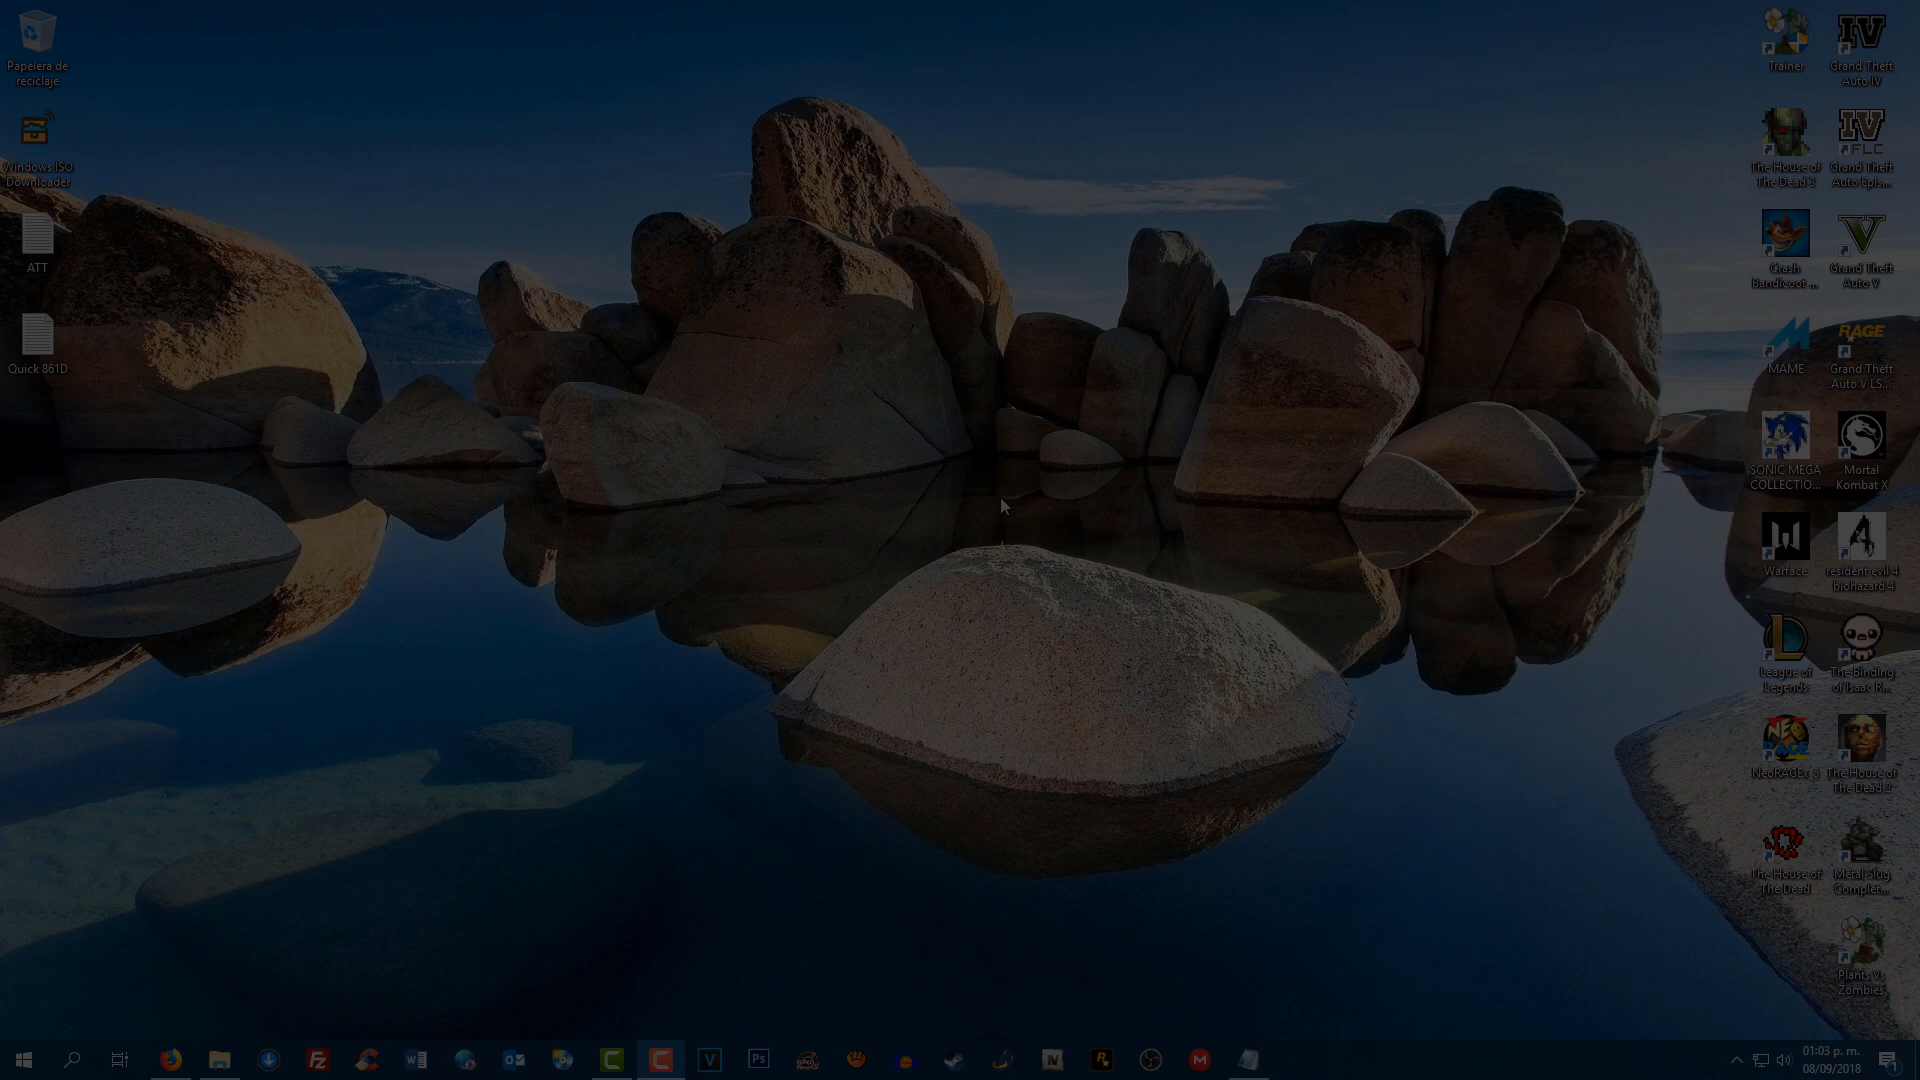 Papelera de
reciclaje
Windows ISO
Downloader
ATT
Quick 861D
Trainer
Grand Theft
Auto IV
The House of
The Dead 3
Grand Theft
Auto Epis...
Crash
Bandicoot ...
Grand Theft
Auto V
MAME
Grand Theft
Auto V LS...
SONIC MEGA
COLLECTIO...
Mortal
Kombat X
Warface
resident evil 4
biohazard 4
League of
Legends
The Binding
of Isaac R...
NeoRAGEx 5
The House of
The Dead 2
The House of
The Dead
Metal Slug
Complet...
Plants vs
Zombies
01:03 p. m.
08/09/2018